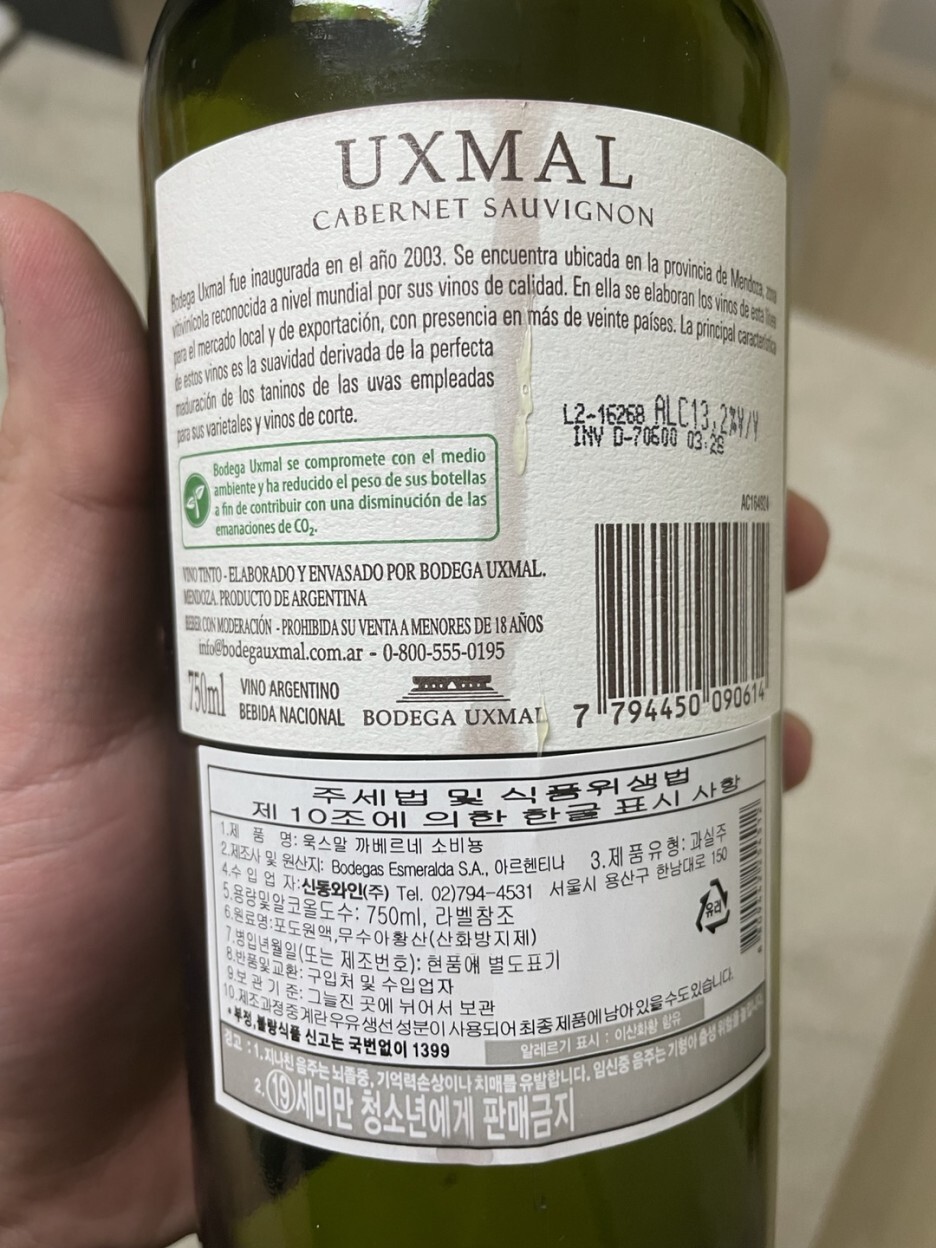 UXMAL
CABERNET SAUVIGNON
Bodega Uxmal fue inaugurada en el año 2003. Se encuentra ubicada en la provincia de Mendoza, zona
vitivinícola reconocida a nivel mundial por sus vinos de calidad. En ella se elaboran los vinos de esta línea
para el mercado local y de exportación, con presencia en más de veinte países. La principal característica
de estos vinos es la suavidad derivada de la perfecta
maduración de los taninos de las uvas empleadas
para sus varietales y vinos de corte.
L2-16268 ALC13,2%V/V
INV D-70600 03:26
Bodega Uxmal se compromete con el medio
ambiente y ha reducido el peso de sus botellas
a fin de contribuir con una disminución de las
emanaciones de CO₂.
VINO TINTO - ELABORADO Y ENVASADO POR BODEGA UXMAL.
MENDOZA. PRODUCTO DE ARGENTINA
BEBER CON MODERACIÓN - PROHIBIDA SU VENTA A MENORES DE 18 AÑOS
info@bodegauxmal.com.ar - 0-800-555-0195
750ml
VINO ARGENTINO
BEBIDA NACIONAL
BODEGA UXMAL
7 794450 090614
주세법 및 식품위생법
제 10조에 의한 한글 표시 사항
1.제 품 명: 욱스말 까베르네 소비뇽
2.제조사 및 원산지: Bodegas Esmeralda S.A., 아르헨티나 3.제품유형: 과실주
4.수 입 업 자:신동와인(주) Tel. 02)794-4531 서울시 용산구 한남대로 150
5.용량및알코올도수: 750ml, 라벨참조
6.원료명:포도원액,무수아황산(산화방지제)
7.병입년월일(또는 제조번호): 현품에 별도표기
8.반품및교환: 구입처 및 수입업자
9.보 관 기 준: 그늘진 곳에 뉘어서 보관
10.제조과정중계란우유생선성분이 사용되어 최종제품에남아있을수도있습니다.
*부정,불량식품 신고는 국번없이 1399
알레르기 표시 : 이산화황 함유
유리
경고 : 1.지나친 음주는 뇌졸중, 기억력손상이나 치매를 유발합니다. 임신중 음주는 기형아 출생 위험을 높입니다.
2. 19세미만 청소년에게 판매금지